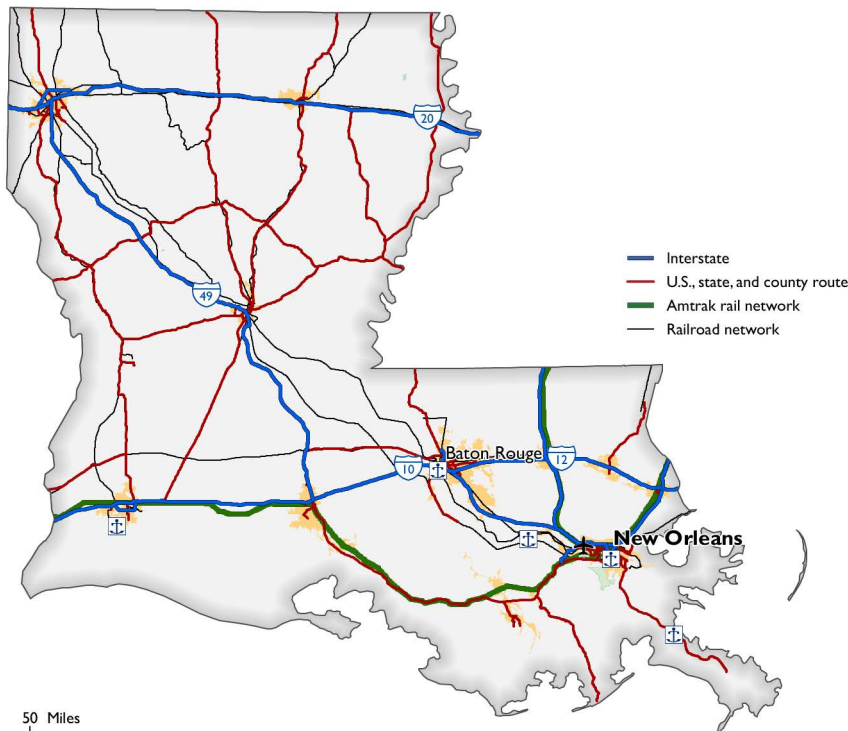 20
Interstate
U.S., state, and county route
Amtrak rail network
Railroad network
49
Baton Rouge
10
12
New Orleans
50 Miles